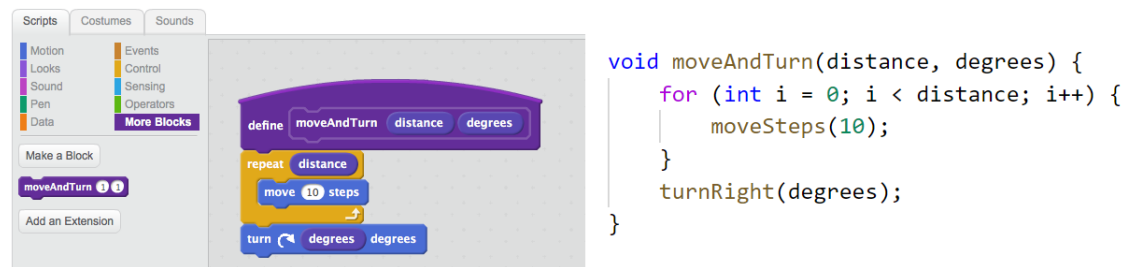 Scripts Costumes Sounds
Motion Events
Looks Control
Sound Sensing
Pen Operators
Data More Blocks
Make a Block
moveAndTurn 1 1
Add an Extension
define moveAndTurn distance degrees
repeat distance
move 10 steps
turn degrees degrees
void moveAndTurn(distance, degrees) {
for (int i = 0; i < distance; i++) {
moveSteps(10);
}
turnRight(degrees);
}